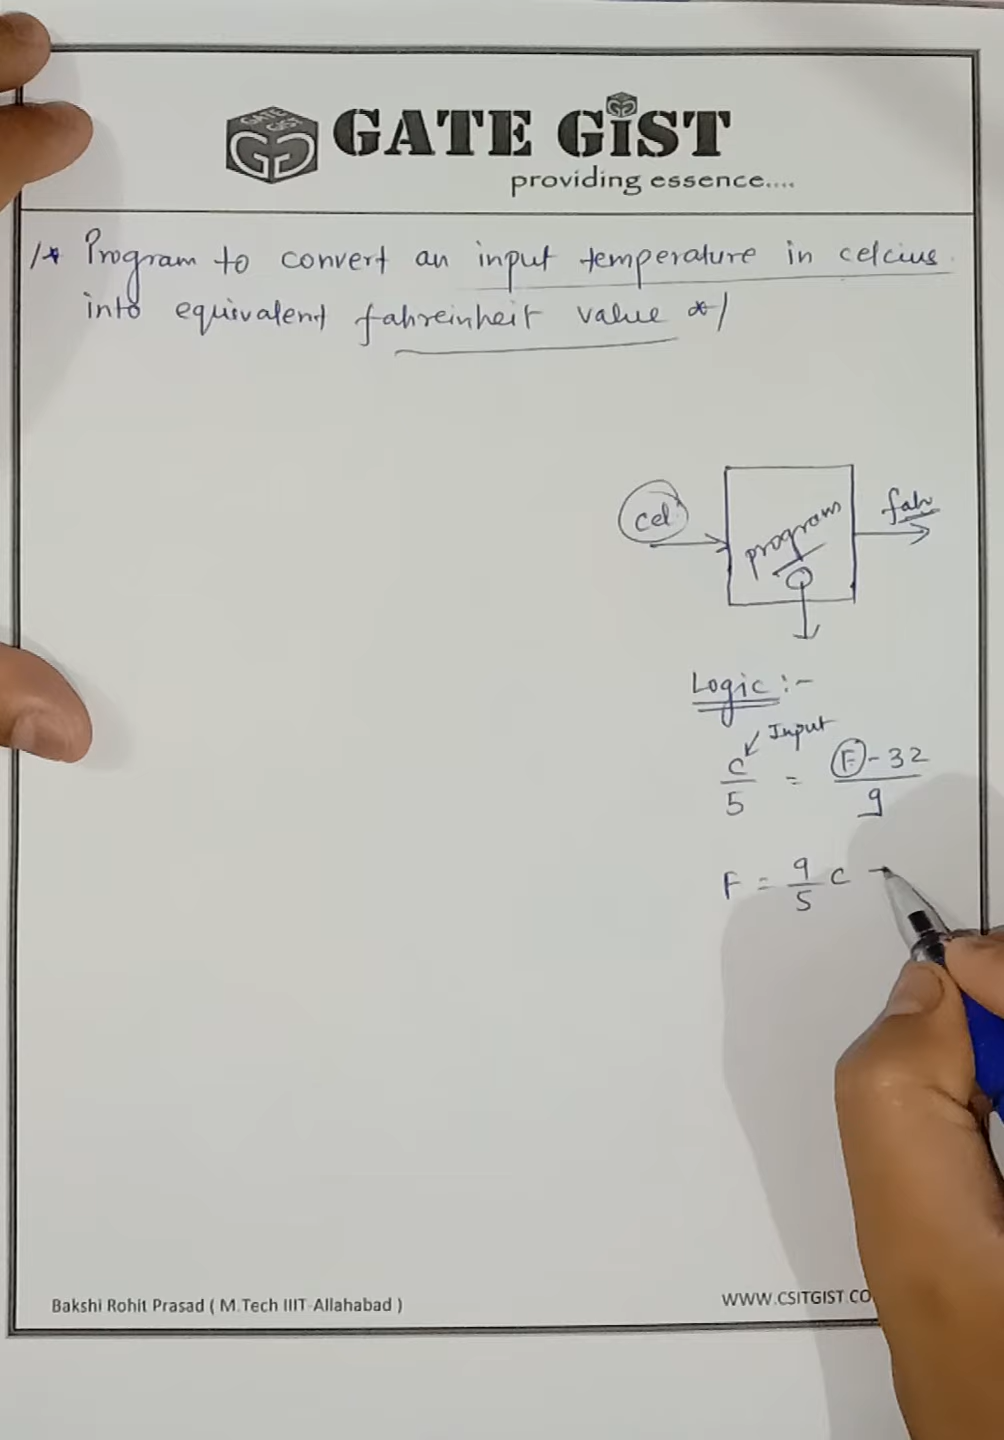 GATE GIST
providing essence....
/* Program to convert an input temperature in celcius
into equivalent fahreinheit value */
cel
program
fah
Logic :-
Input
C/5 = F-32/9
F = 9/5 C
Bakshi Rohit Prasad ( M.Tech IIIT-Allahabad )
WWW.CSITGIST.CO